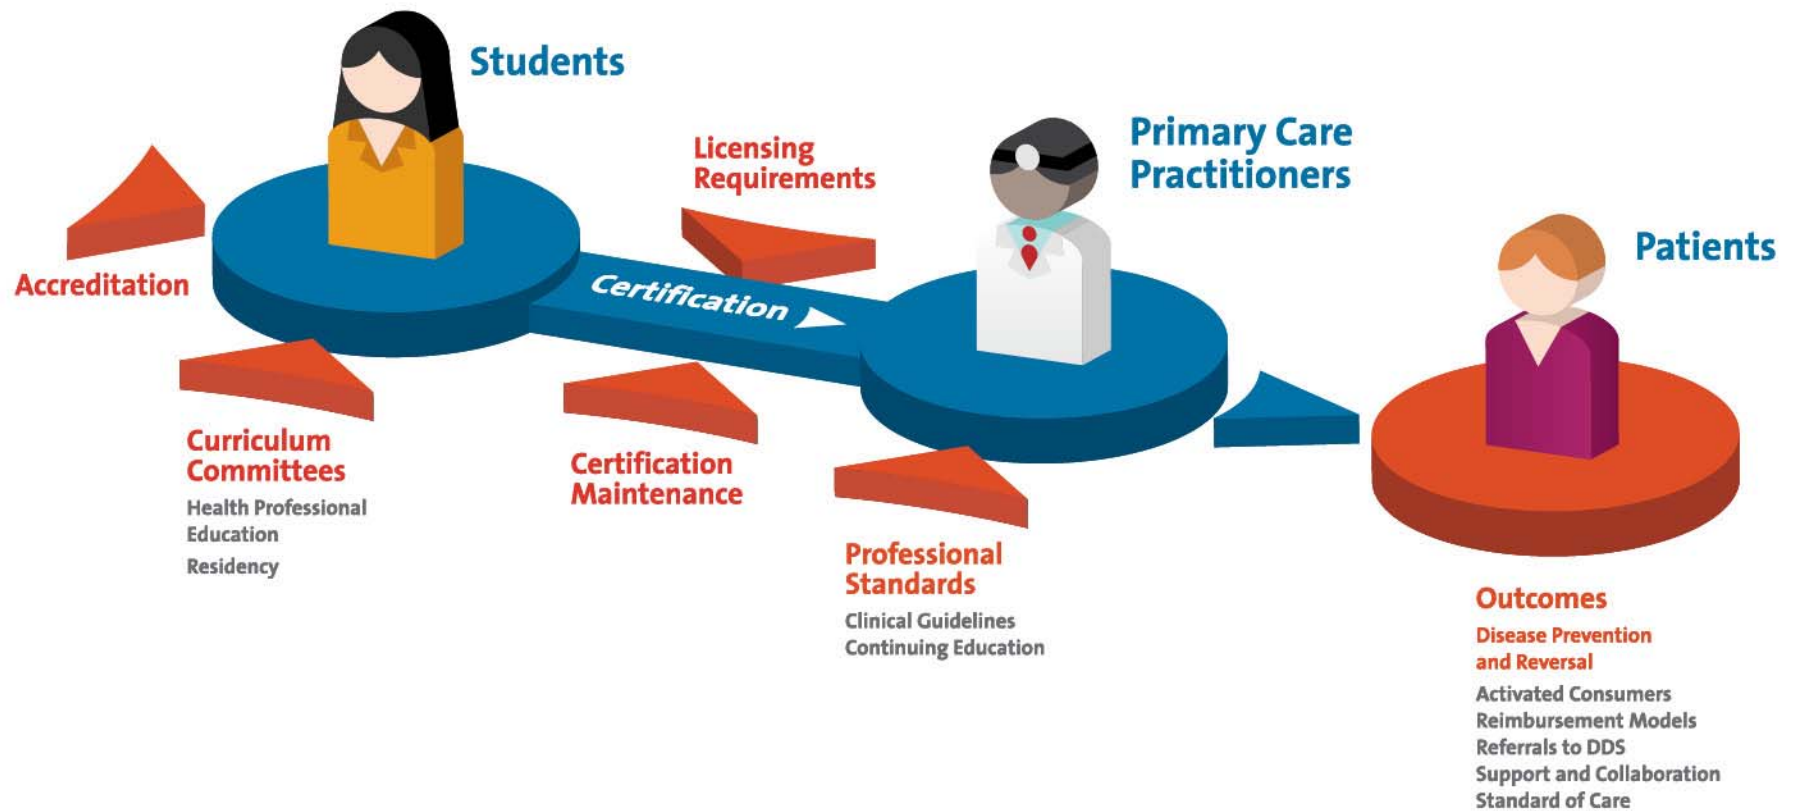 Students
Licensing
Requirements
Primary Care
Practitioners
Patients
Accreditation
Certification
Curriculum
Committees
Health Professional
Education
Residency
Certification
Maintenance
Professional
Standards
Clinical Guidelines
Continuing Education
Outcomes
Disease Prevention
and Reversal
Activated Consumers
Reimbursement Models
Referrals to DDS
Support and Collaboration
Standard of Care